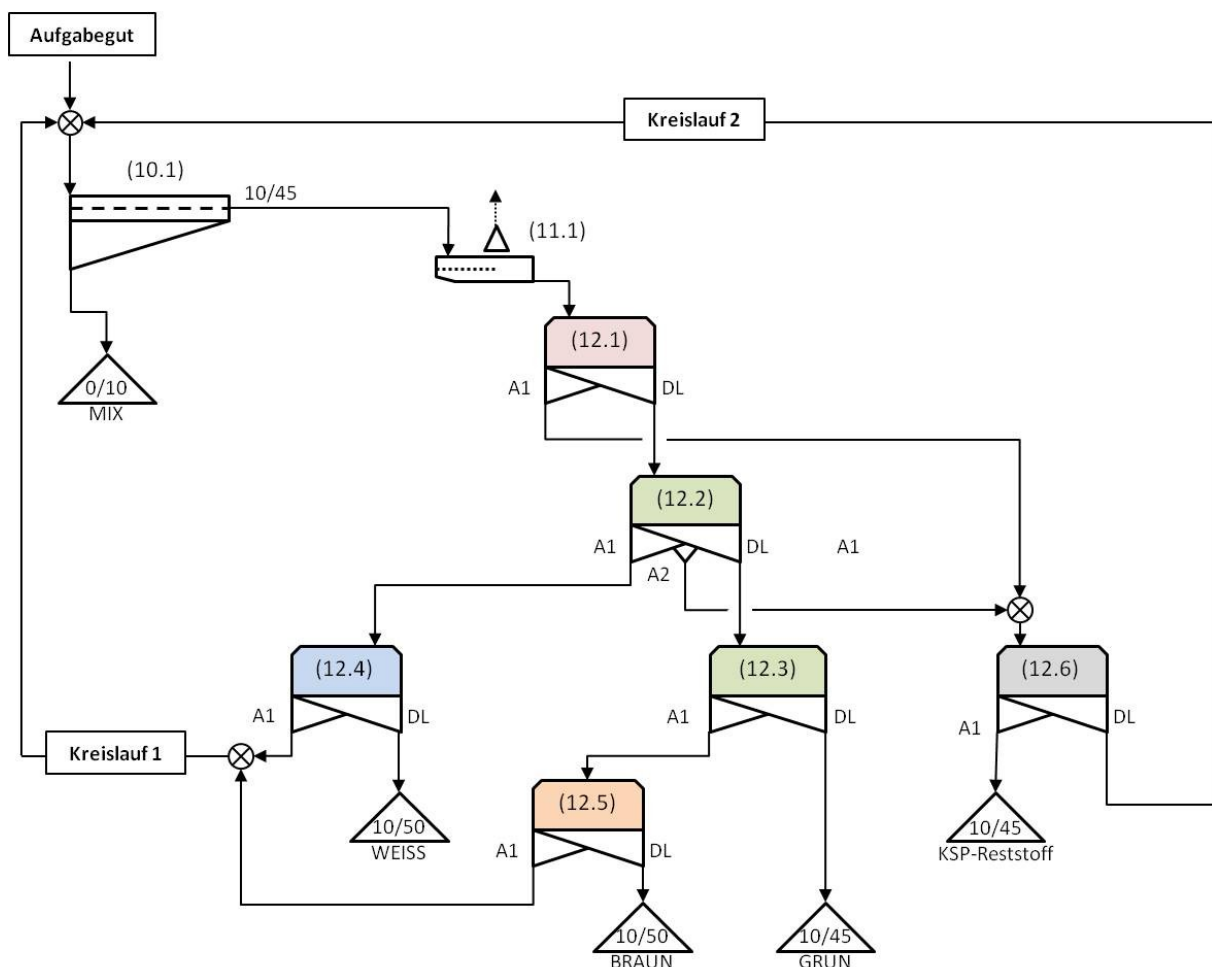 Aufgabegut
Kreislauf 2
(10.1)
10/45
(11.1)
(12.1)
0/10
MIX
A1
DL
(12.2)
A1
DL
A1
A2
(12.4)
(12.3)
(12.6)
A1
DL
A1
DL
A1
DL
Kreislauf 1
(12.5)
10/50
WEISS
10/45
KSP-Reststoff
A1
DL
10/50
BRAUN
10/45
GRÜN